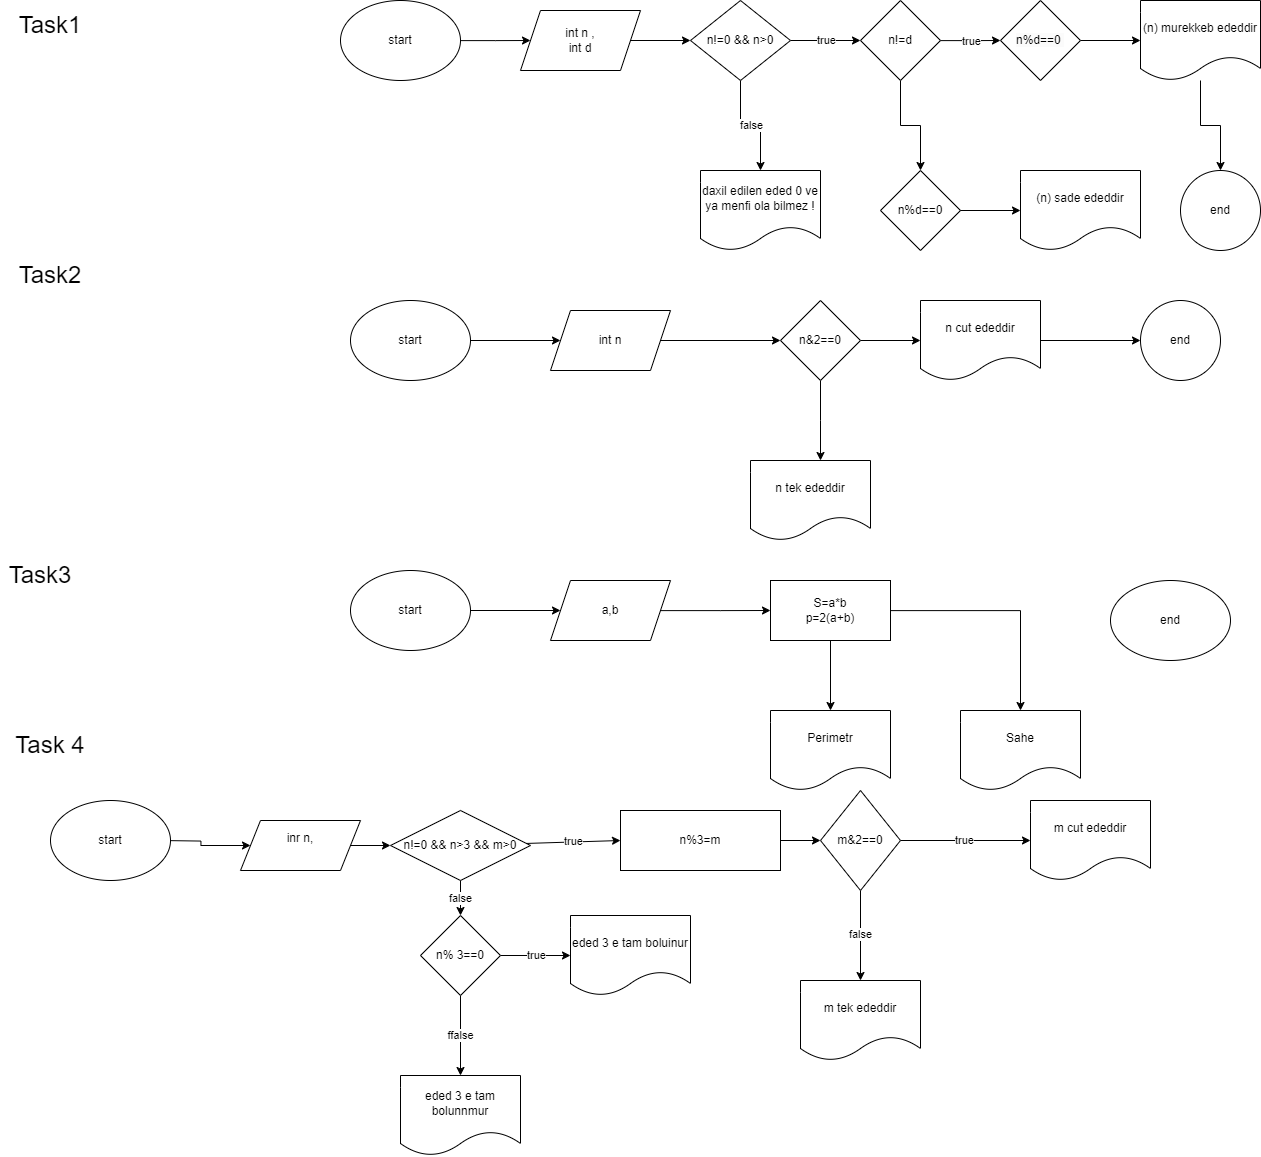 Task1
start
int n ,
int d
n!=0 && n>0
true
n!=d
true
n%d==0
(n) murekkeb ededdir
false
daxil edilen eded 0 ve
ya menfi ola bilmez !
n%d==0
(n) sade ededdir
end
Task2
start
int n
n&2==0
n cut ededdir
end
n tek ededdir
Task3
start
a,b
S=a*b
p=2(a+b)
end
Perimetr
Sahe
Task 4
start
inr n,
n!=0 && n>3 && m>0
true
n%3=m
m&2==0
true
m cut ededdir
false
n% 3==0
true
eded 3 e tam boluinur
false
m tek ededdir
ffalse
eded 3 e tam
bolunnmur